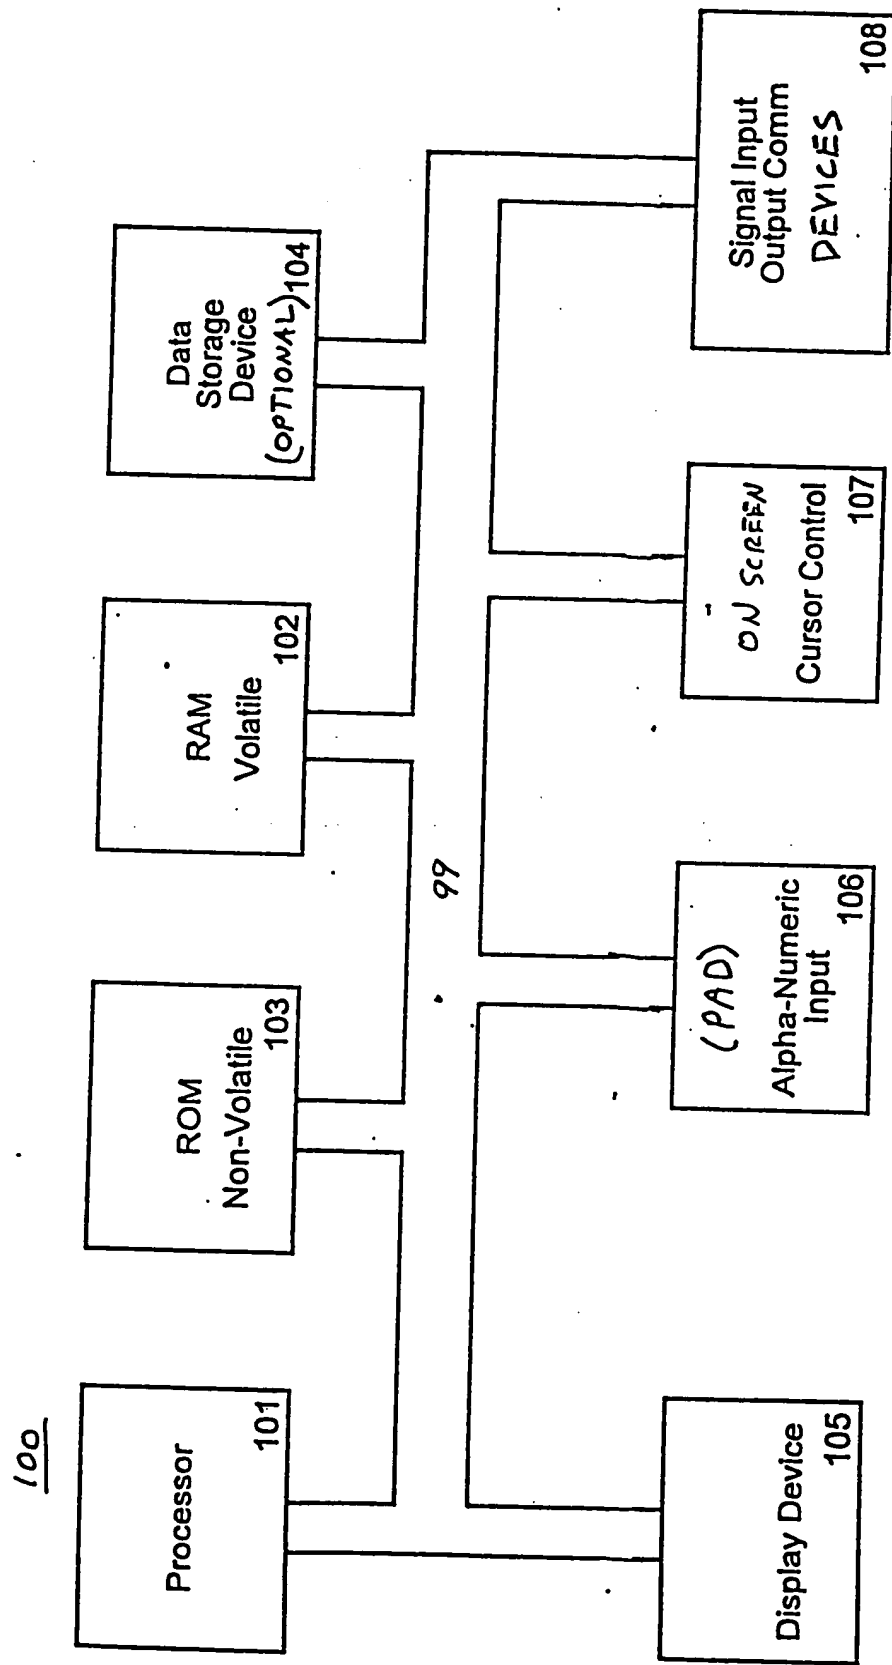 100
Processor
101
ROM
Non-Volatile
103
RAM
Volatile
102
Data
Storage
Device
(OPTIONAL) 104
99
Display Device
105
(PAD)
Alpha-Numeric
Input
106
ON SCREEN
Cursor Control
107
Signal Input
Output Comm
DEVICES
108